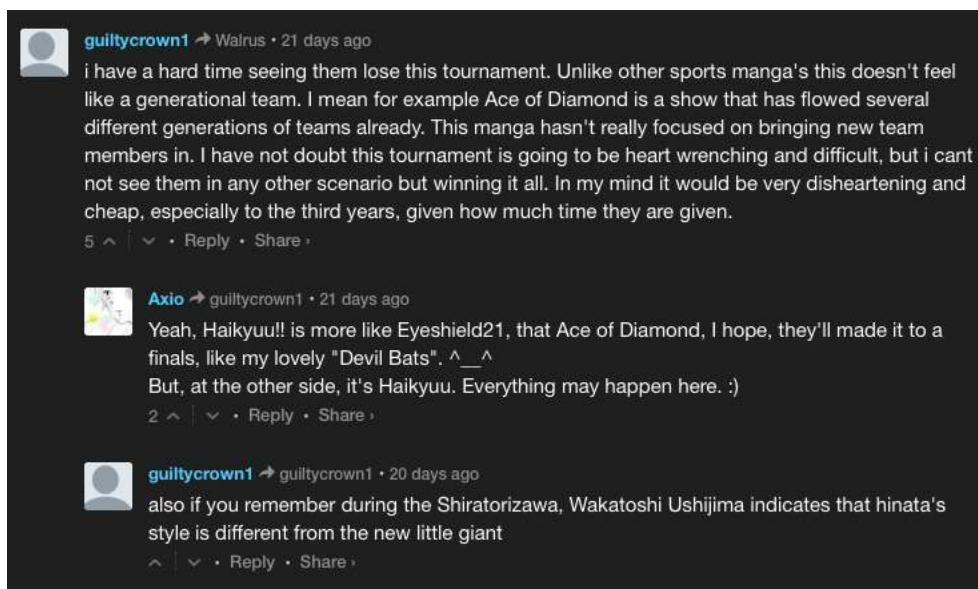 guiltycrown1 → Walrus • 21 days ago
i have a hard time seeing them lose this tournament. Unlike other sports manga's this doesn't feel
like a generational team. I mean for example Ace of Diamond is a show that has flowed several
different generations of teams already. This manga hasn't really focused on bringing new team
members in. I have not doubt this tournament is going to be heart wrenching and difficult, but i cant
not see them in any other scenario but winning it all. In my mind it would be very disheartening and
cheap, especially to the third years, given how much time they are given.
5 • Reply • Share ›
Axio → guiltycrown1 • 21 days ago
Yeah, Haikyuu!! is more like Eyeshield21, that Ace of Diamond, I hope, they'll made it to a
finals, like my lovely "Devil Bats". ^__^
But, at the other side, it's Haikyuu. Everything may happen here. :)
2 • Reply • Share ›
guiltycrown1 → guiltycrown1 • 20 days ago
also if you remember during the Shiratorizawa, Wakatoshi Ushijima indicates that hinata's
style is different from the new little giant
• Reply • Share ›